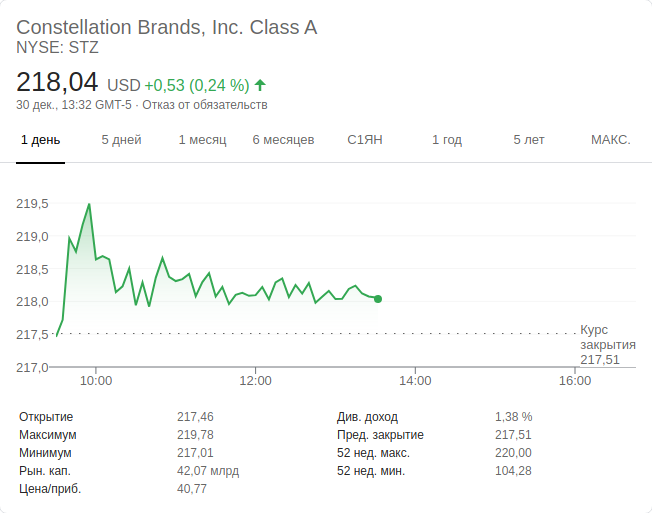 Constellation Brands, Inc. Class A
NYSE: STZ
218,04 USD +0,53 (0,24 %)
30 дек., 13:32 GMT-5 · Отказ от обязательств
1 день 5 дней 1 месяц 6 месяцев С1ЯН 1 год 5 лет МАКС.
219,5
219,0
218,5
218,0
217,5
217,0
Курс
закрытия
217,51
10:00 12:00 14:00 16:00
Открытие 217,46 Див. доход 1,38 %
Максимум 219,78 Пред. закрытие 217,51
Минимум 217,01 52 нед. макс. 220,00
Рын. кап. 42,07 млрд 52 нед. мин. 104,28
Цена/приб. 40,77